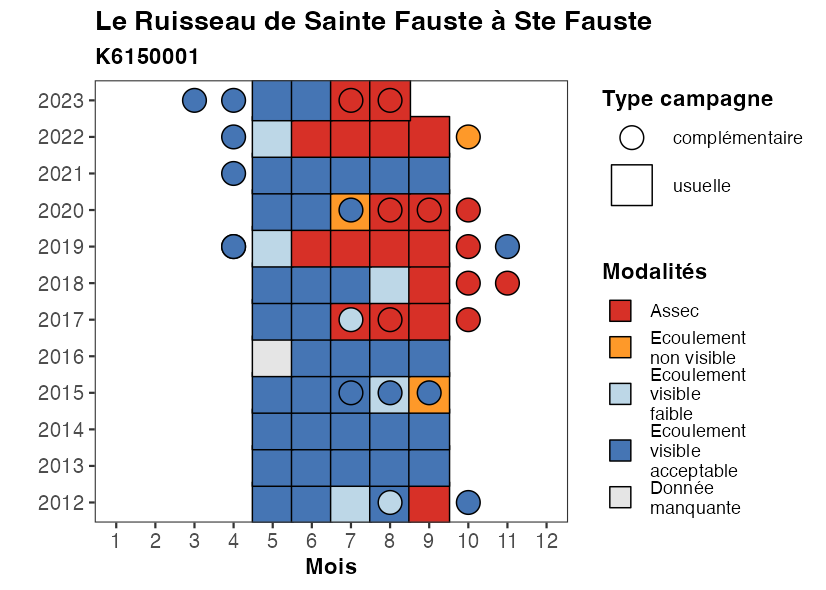 Le Ruisseau de Sainte Fauste à Ste Fauste
K6150001
2023
2022
2021
2020
2019
2018
2017
2016
2015
2014
2013
2012
1 2 3 4 5 6 7 8 9 10 11 12
Mois
Type campagne
complémentaire
usuelle
Modalités
Assec
Ecoulement
non visible
Ecoulement
visible
faible
Ecoulement
visible
acceptable
Donnée
manquante